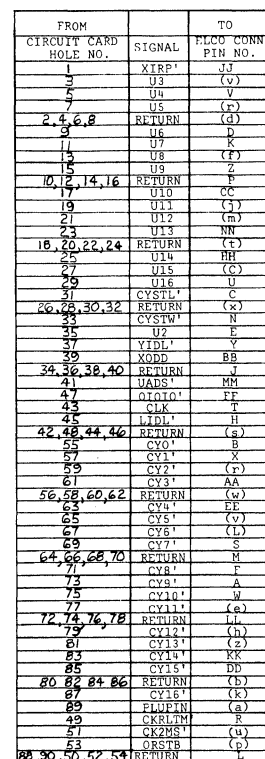 FROM TO
CIRCUIT CARD HOLE NO. SIGNAL ELCO CONN PIN NO.
1 XIRP' JJ
3 U3 (v)
5 U4 V
7 U5 (r)
2,4,6,8 RETURN (d)
9 U6 D
11 U7 K
13 U8 (f)
15 U9 Z
10,12,14,16 RETURN P
17 U10 CC
19 U11 (j)
21 U12 (m)
23 U13 NN
18,20,22,24 RETURN (t)
25 U14 HH
27 U15 (C)
29 U16 U
31 CYSTL' C
26,28,30,32 RETURN (x)
33 CYSTW' N
35 U2 E
37 YIDL' Y
39 XODD BB
34,36,38,40 RETURN J
41 UADS' MM
47 OIOIO' FF
43 CLK T
45 LIDL' H
42,48,44,46 RETURN (s)
55 CY0' B
57 CY1' X
59 CY2' (r)
61 CY3' AA
56,58,60,62 RETURN (w)
63 CY4' EE
65 CY5' (v)
67 CY6' (L)
69 CY7' S
64,66,68,70 RETURN M
71 CY8' F
73 CY9' A
75 CY10' W
77 CY11' (e)
72,74,76,78 RETURN LL
79 CY12' (h)
81 CY13' (z)
83 CY14' KK
85 CY15' DD
80 82 84 86 RETURN (b)
87 CY16' (k)
89 PLUPIN (a)
49 CKRLTM' R
51 CK2MS' (u)
53 ORSTB (p)
88,90,50,52,54 RETURN L